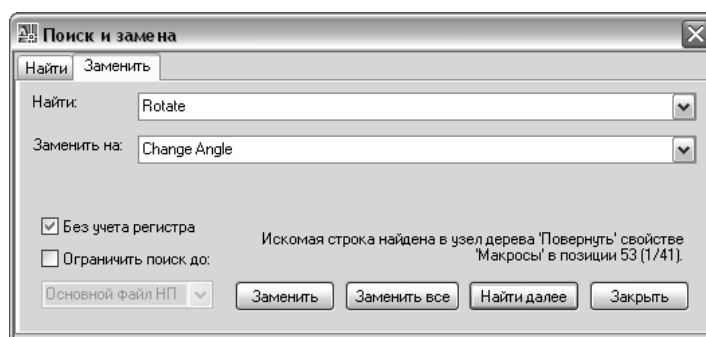 Поиск и замена
Найти Заменить
Найти: Rotate
Заменить на: Change Angle
Без учета регистра
Ограничить поиск до:
Искомая строка найдена в узел дерева 'Повернуть' свойстве
'Макросы' в позиции 53 (1/41).
Основной файл НП Заменить Заменить все Найти далее Закрыть